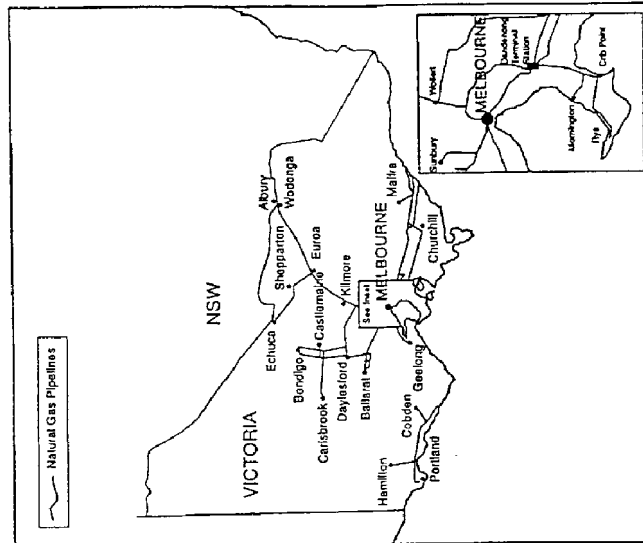 Natural Gas Pipelines
VICTORIA
NSW
Albury
Wodonga
Shepparton
Euroa
Echuca
Bendigo
Castlemaine
Kilmore
Carisbrook
Daylesford
Ballarat
See Inset
MELBOURNE
Maffra
Churchill
Geelong
Cobden
Hamilton
Portland
Wollert
Sunbury
MELBOURNE
Dandenong
Terminal
Station
Mornington
Crib Point
Rye